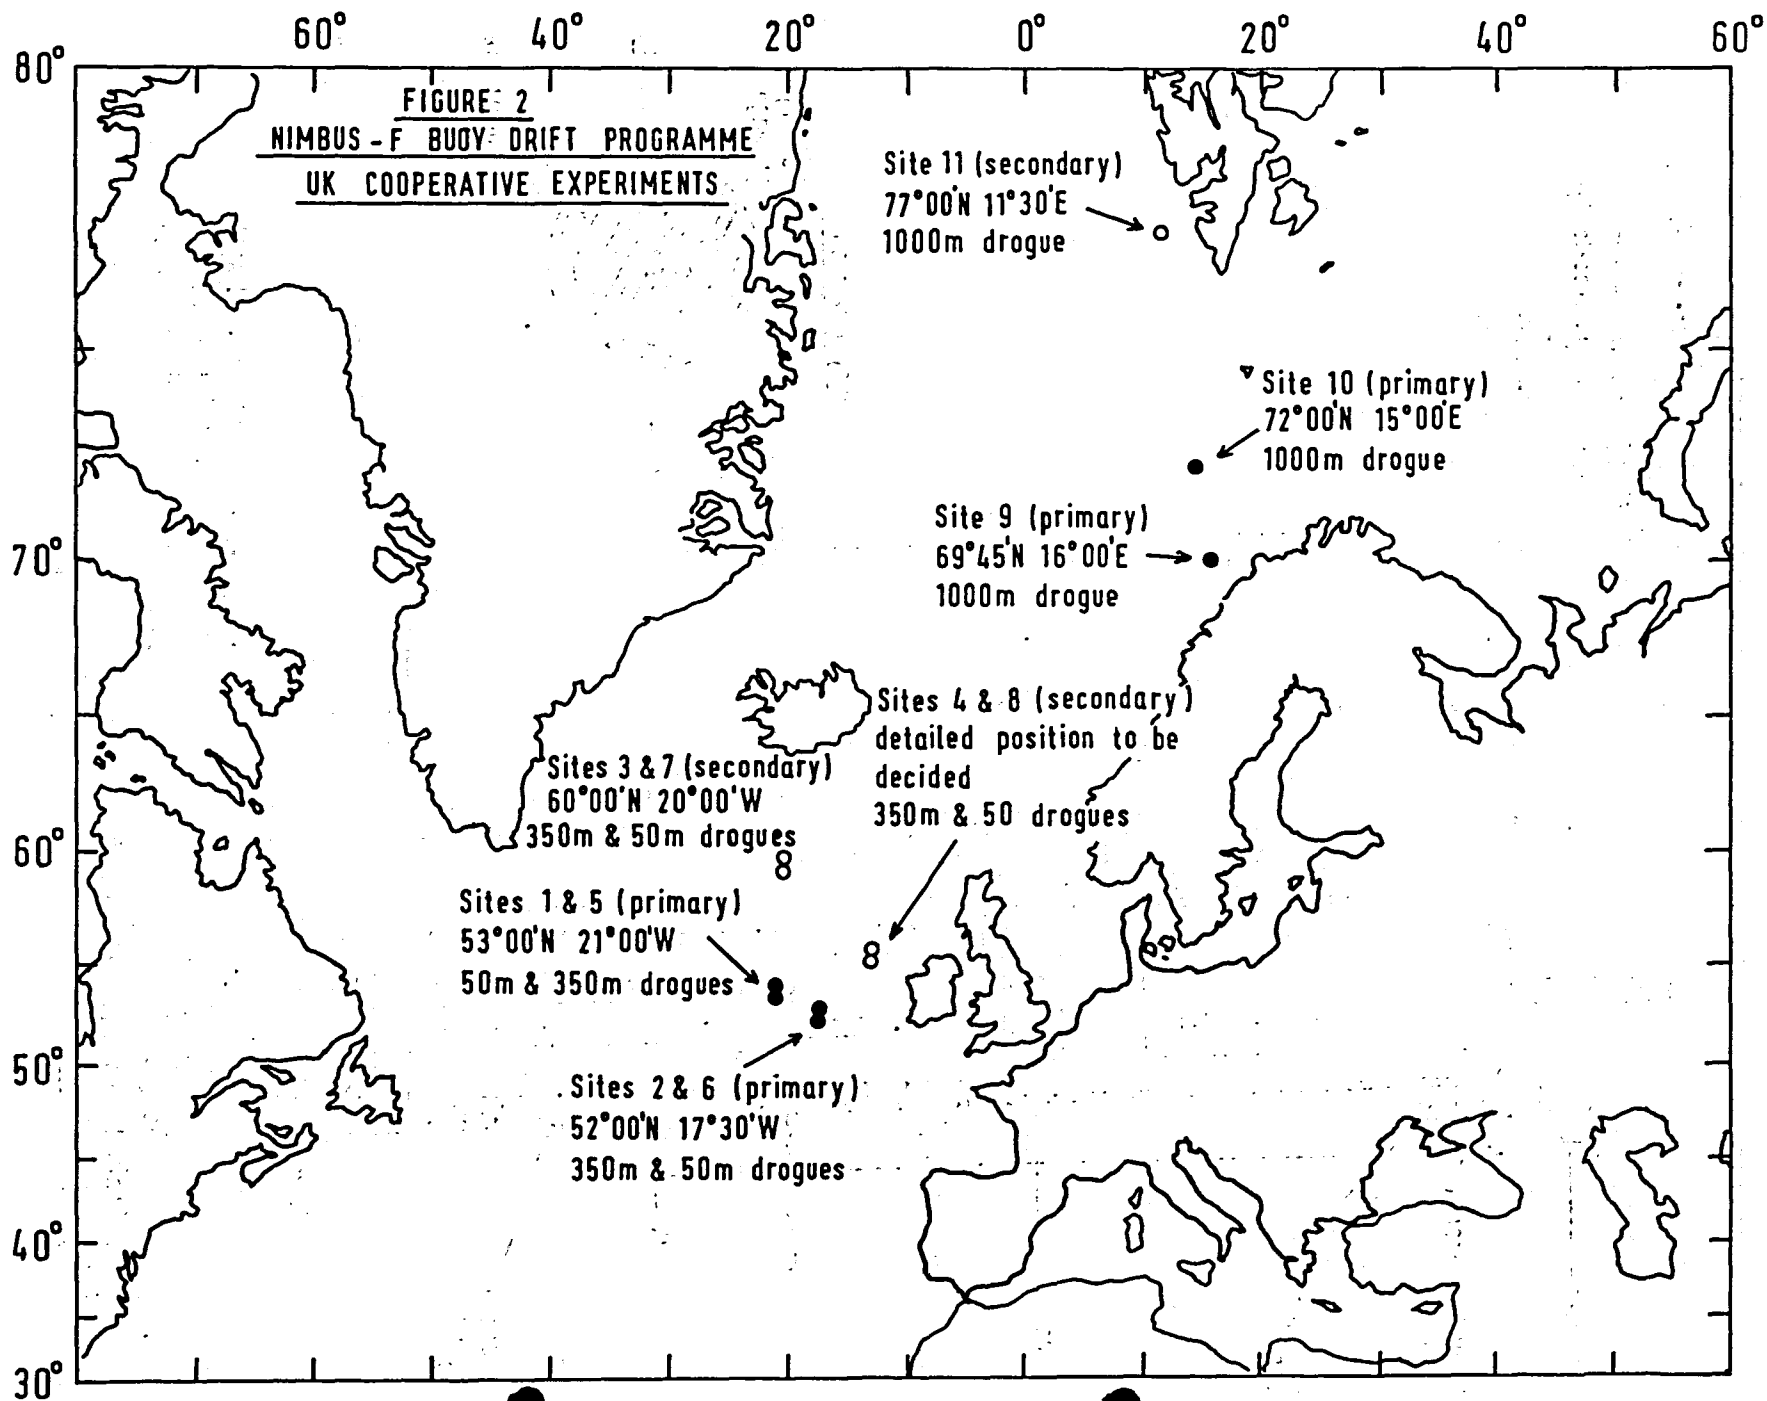 60° 40° 20° 0° 20° 40° 60°
80°
FIGURE 2
NIMBUS-F BUOY DRIFT PROGRAMME
UK COOPERATIVE EXPERIMENTS
Site 11 (secondary)
77°00'N 11°30'E
1000m drogue
Site 10 (primary)
72°00'N 15°00'E
1000m drogue
Site 9 (primary)
69°45'N 16°00'E
1000m drogue
70°
Sites 4 & 8 (secondary)
detailed position to be
decided
350m & 50 drogues
Sites 3 & 7 (secondary)
60°00'N 20°00'W
350m & 50m drogues
60°
Sites 1 & 5 (primary)
53°00'N 21°00'W
50m & 350m drogues
50°
Sites 2 & 6 (primary)
52°00'N 17°30'W
350m & 50m drogues
40°
30°